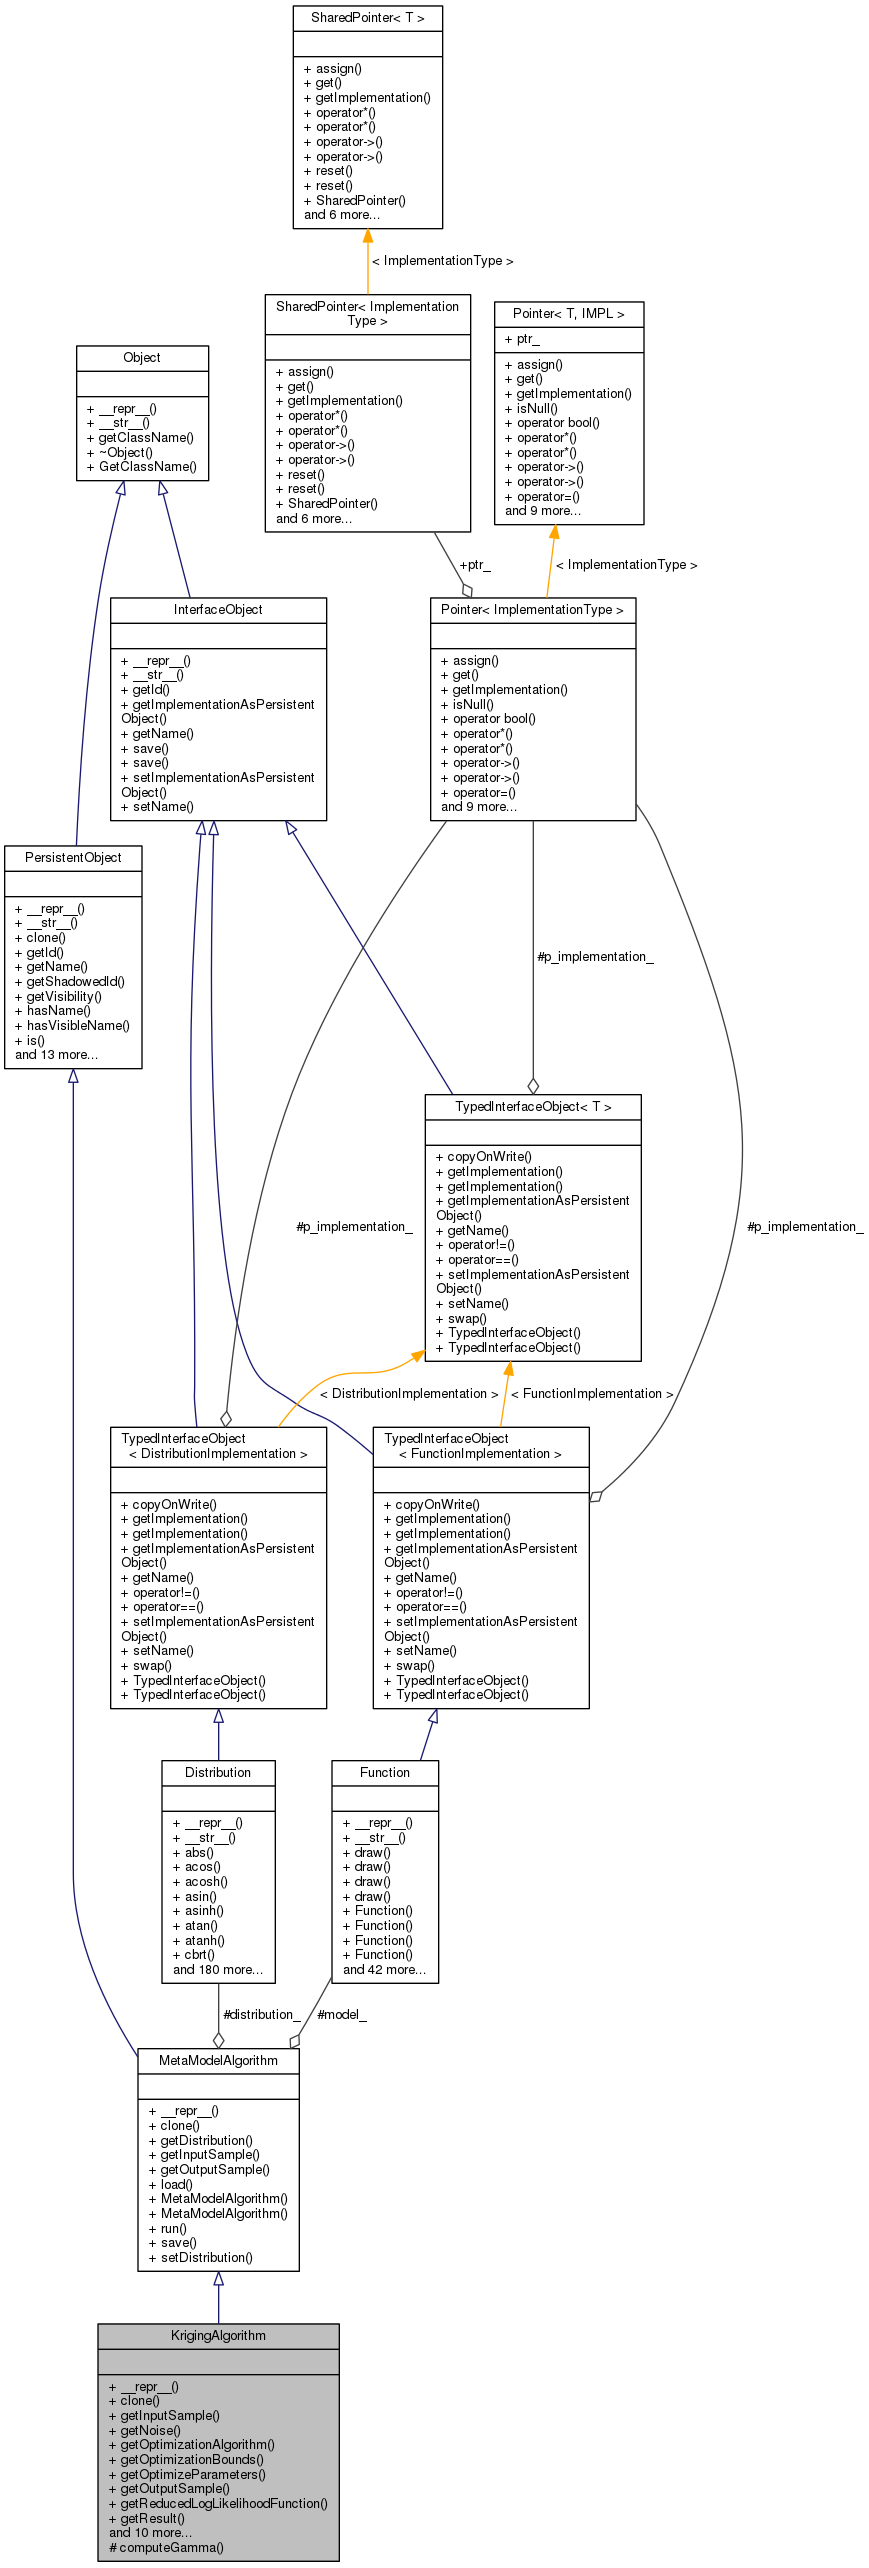 SharedPointer< T >
+ assign()
+ get()
+ getImplementation()
+ operator*()
+ operator*()
+ operator->()
+ operator->()
+ reset()
+ reset()
+ SharedPointer()
and 6 more...
< ImplementationType >
SharedPointer< Implementation
Type >
+ assign()
+ get()
+ getImplementation()
+ operator*()
+ operator*()
+ operator->()
+ operator->()
+ reset()
+ reset()
+ SharedPointer()
and 6 more...
Pointer< T, IMPL >
+ ptr_
+ assign()
+ get()
+ getImplementation()
+ isNull()
+ operator bool()
+ operator*()
+ operator*()
+ operator->()
+ operator->()
+ operator=()
and 9 more...
Object
+ __repr__()
+ __str__()
+ getClassName()
+ ~Object()
+ GetClassName()
+ptr_
< ImplementationType >
InterfaceObject
+ __repr__()
+ __str__()
+ getId()
+ getImplementationAsPersistent
Object()
+ getName()
+ save()
+ save()
+ setImplementationAsPersistent
Object()
+ setName()
Pointer< ImplementationType >
+ assign()
+ get()
+ getImplementation()
+ isNull()
+ operator bool()
+ operator*()
+ operator*()
+ operator->()
+ operator->()
+ operator=()
and 9 more...
PersistentObject
+ __repr__()
+ __str__()
+ clone()
+ getId()
+ getName()
+ getShadowedId()
+ getVisibility()
+ hasName()
+ hasVisibleName()
+ is()
and 13 more...
#p_implementation_
TypedInterfaceObject< T >
+ copyOnWrite()
+ getImplementation()
+ getImplementation()
+ getImplementationAsPersistent
Object()
+ getName()
+ operator!=()
+ operator==()
+ setImplementationAsPersistent
Object()
+ setName()
+ swap()
+ TypedInterfaceObject()
+ TypedInterfaceObject()
#p_implementation_
#p_implementation_
< DistributionImplementation >
< FunctionImplementation >
TypedInterfaceObject
< DistributionImplementation >
+ copyOnWrite()
+ getImplementation()
+ getImplementation()
+ getImplementationAsPersistent
Object()
+ getName()
+ operator!=()
+ operator==()
+ setImplementationAsPersistent
Object()
+ setName()
+ swap()
+ TypedInterfaceObject()
+ TypedInterfaceObject()
TypedInterfaceObject
< FunctionImplementation >
+ copyOnWrite()
+ getImplementation()
+ getImplementation()
+ getImplementationAsPersistent
Object()
+ getName()
+ operator!=()
+ operator==()
+ setImplementationAsPersistent
Object()
+ setName()
+ swap()
+ TypedInterfaceObject()
+ TypedInterfaceObject()
Distribution
+ __repr__()
+ __str__()
+ abs()
+ acos()
+ acosh()
+ asin()
+ asinh()
+ atan()
+ atanh()
+ cbrt()
and 180 more...
Function
+ __repr__()
+ __str__()
+ draw()
+ draw()
+ draw()
+ draw()
+ Function()
+ Function()
+ Function()
+ Function()
and 42 more...
#distribution_
#model_
MetaModelAlgorithm
+ __repr__()
+ clone()
+ getDistribution()
+ getInputSample()
+ getOutputSample()
+ load()
+ MetaModelAlgorithm()
+ MetaModelAlgorithm()
+ run()
+ save()
+ setDistribution()
KrigingAlgorithm
+ __repr__()
+ clone()
+ getInputSample()
+ getNoise()
+ getOptimizationAlgorithm()
+ getOptimizationBounds()
+ getOptimizeParameters()
+ getOutputSample()
+ getReducedLogLikelihoodFunction()
+ getResult()
and 10 more...
# computeGamma()